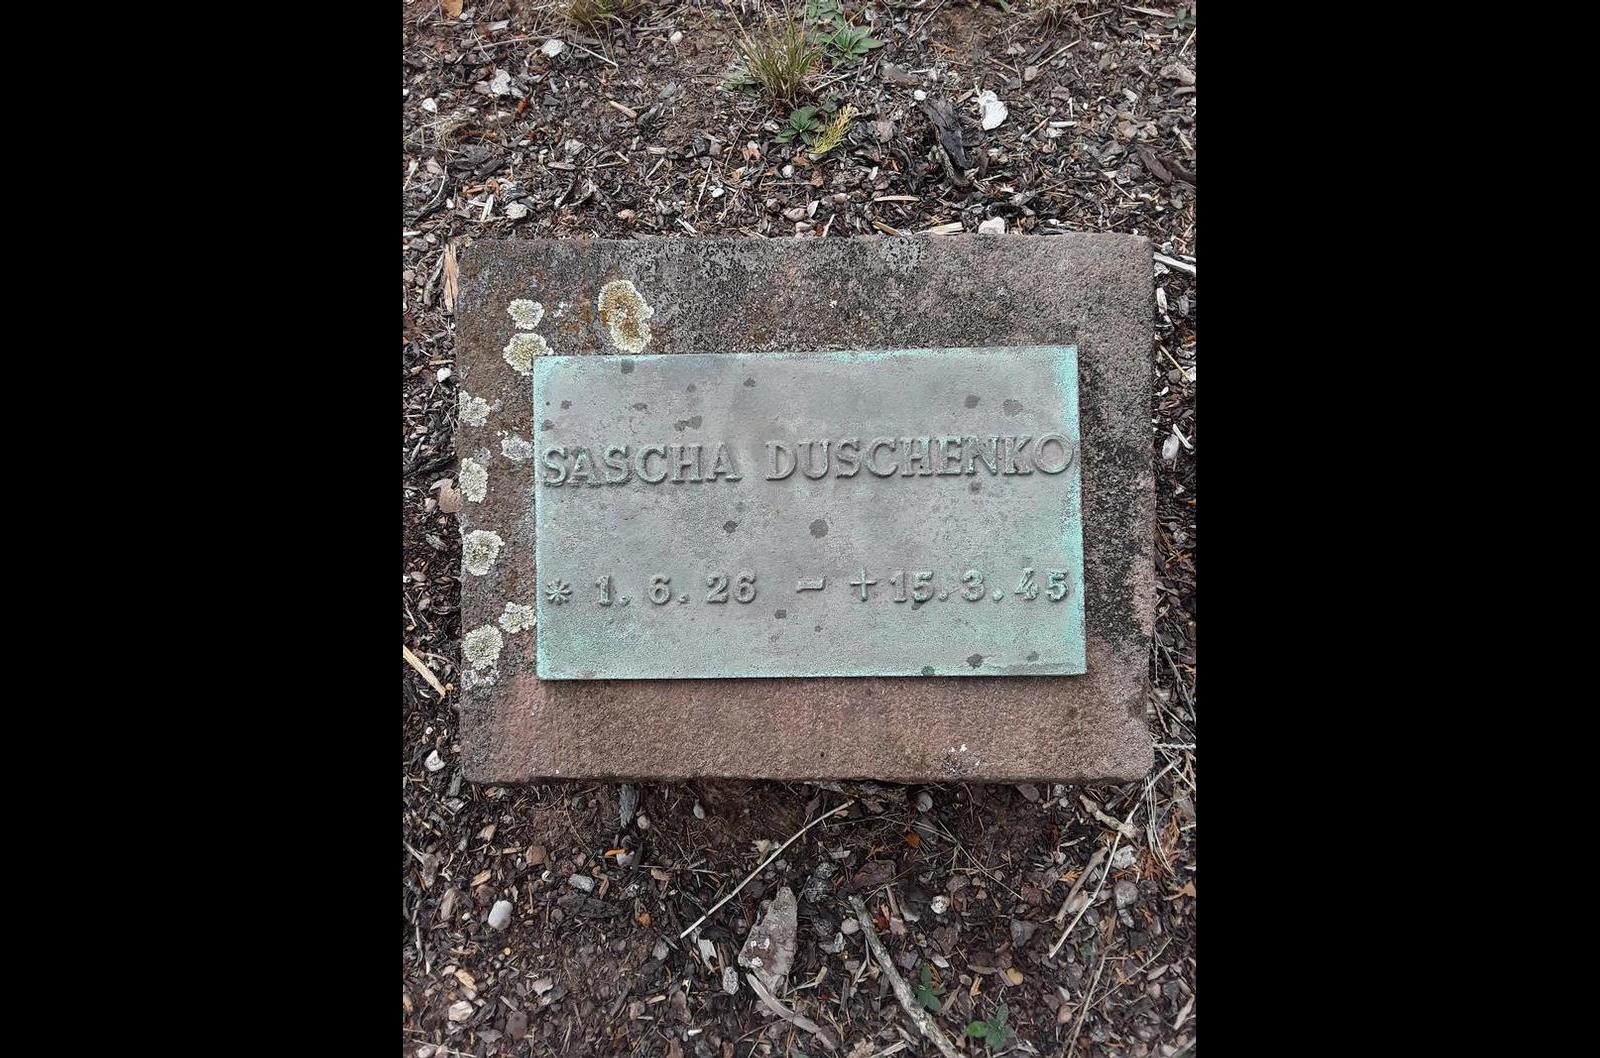 SASCHA DUSCHENKO
* 1. 6. 26 - + 15. 3. 45